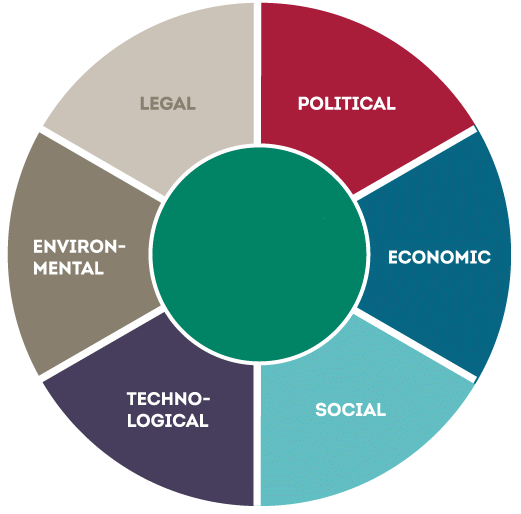 LEGAL
POLITICAL
ENVIRON-
MENTAL
ECONOMIC
TECHNO-
LOGICAL
SOCIAL